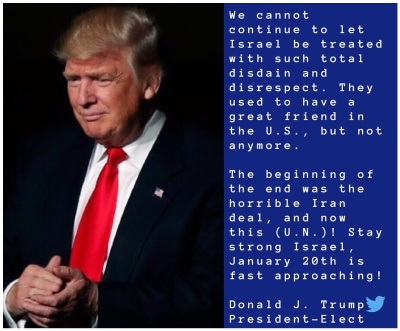 We cannot
continue to let
Israel be treated
with such total
disdain and
disrespect. They
used to have a
great friend in
the U.S., but not
anymore.
The beginning of
the end was the
horrible Iran
deal, and now
this (U.N.)! Stay
strong Israel,
January 20th is
fast approaching!
Donald J. Trump
President-Elect